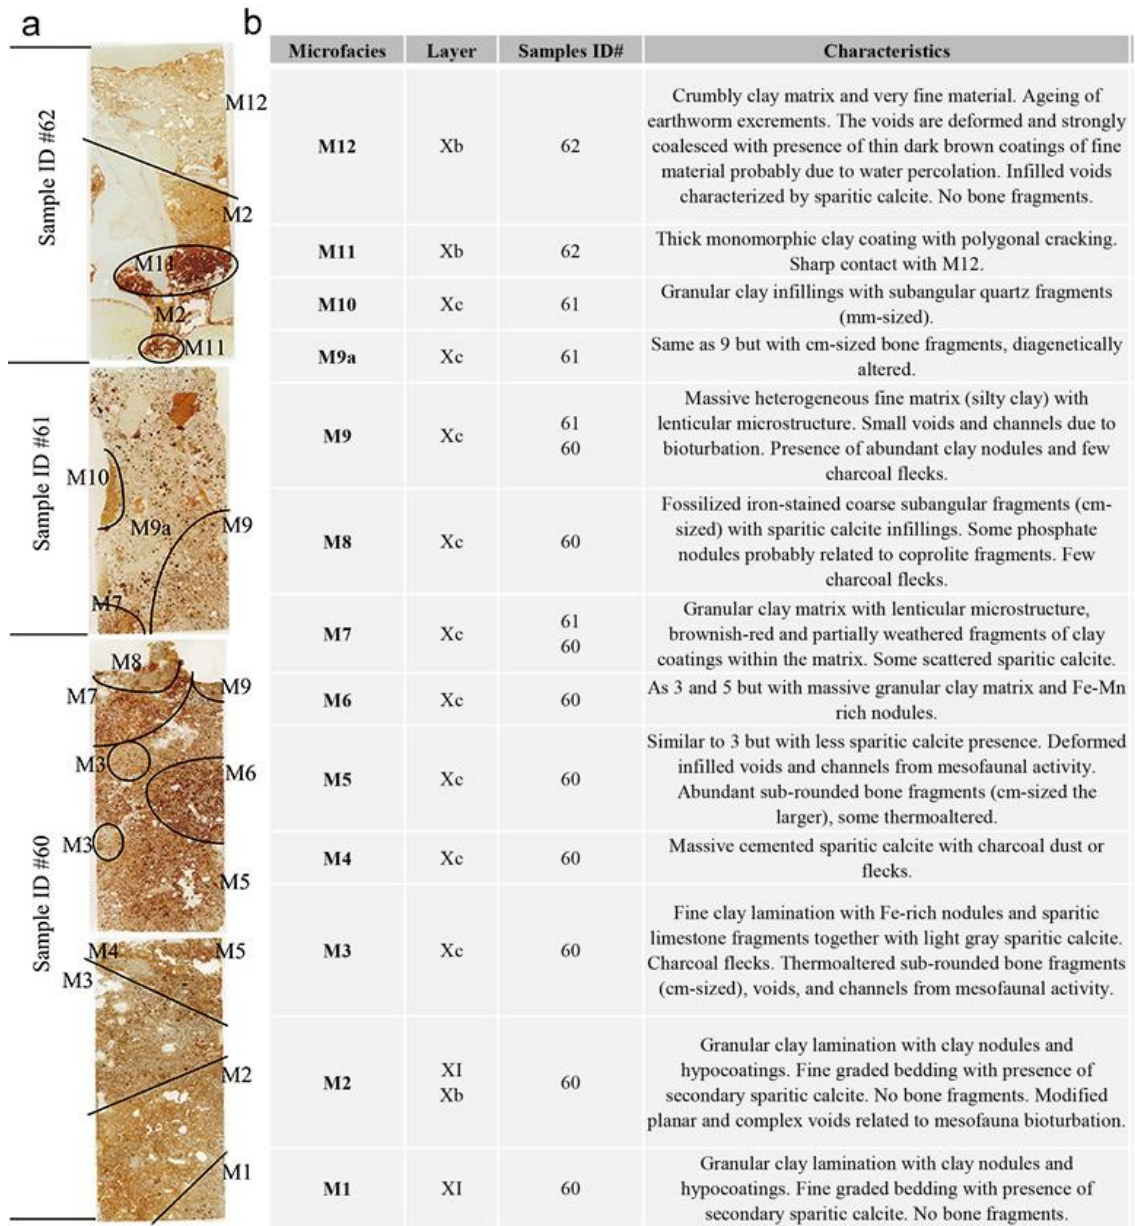 a
b
Sample ID #62
M12
M2
M11
M2
M11
Sample ID #61
M10
M9a
M9
M7
Sample ID #60
M8
M7
M9
M3
M6
M3
M5
M4
M5
M3
M2
M1
Microfacies Layer Samples ID# Characteristics
M12 Xb 62
Crumbly clay matrix and very fine material. Ageing of
earthworm excrements. The voids are deformed and strongly
coalesced with presence of thin dark brown coatings of fine
material probably due to water percolation. Infilled voids
characterized by sparitic calcite. No bone fragments.
M11 Xb 62
Thick monomorphic clay coating with polygonal cracking.
Sharp contact with M12.
M10 Xc 61
Granular clay infillings with subangular quartz fragments
(mm-sized).
M9a Xc 61
Same as 9 but with cm-sized bone fragments, diagenetically
altered.
M9 Xc
61
60
Massive heterogeneous fine matrix (silty clay) with
lenticular microstructure. Small voids and channels due to
bioturbation. Presence of abundant clay nodules and few
charcoal flecks.
M8 Xc 60
Fossilized iron-stained coarse subangular fragments (cm-
sized) with sparitic calcite infillings. Some phosphate
nodules probably related to coprolite fragments. Few
charcoal flecks.
M7 Xc
61
60
Granular clay matrix with lenticular microstructure,
brownish-red and partially weathered fragments of clay
coatings within the matrix. Some scattered sparitic calcite.
M6 Xc 60
As 3 and 5 but with massive granular clay matrix and Fe-Mn
rich nodules.
M5 Xc 60
Similar to 3 but with less sparitic calcite presence. Deformed
infilled voids and channels from mesofaunal activity.
Abundant sub-rounded bone fragments (cm-sized the
larger), some thermoaltered.
M4 Xc 60
Massive cemented sparitic calcite with charcoal dust or
flecks.
M3 Xc 60
Fine clay lamination with Fe-rich nodules and sparitic
limestone fragments together with light gray sparitic calcite.
Charcoal flecks. Thermoaltered sub-rounded bone fragments
(cm-sized), voids, and channels from mesofaunal activity.
M2
XI
Xb
60
Granular clay lamination with clay nodules and
hypocoatings. Fine graded bedding with presence of
secondary sparitic calcite. No bone fragments. Modified
planar and complex voids related to mesofauna bioturbation.
M1 XI 60
Granular clay lamination with clay nodules and
hypocoatings. Fine graded bedding with presence of
secondary sparitic calcite. No bone fragments.